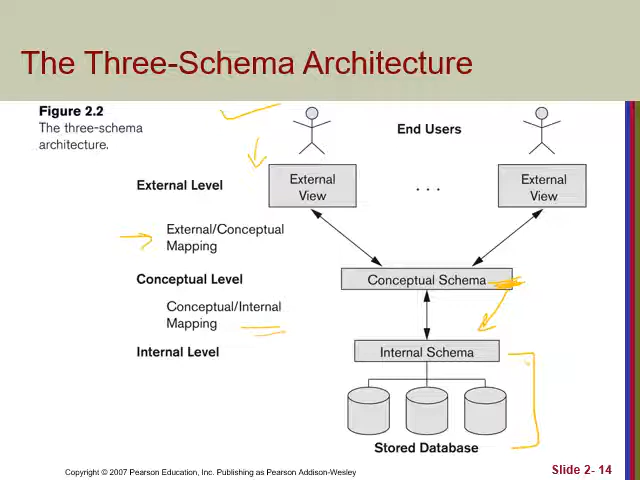 The Three-Schema Architecture
Figure 2.2
The three-schema
architecture.
End Users
External Level
External
View
. . .
External
View
External/Conceptual
Mapping
Conceptual Level
Conceptual Schema
Conceptual/Internal
Mapping
Internal Level
Internal Schema
Stored Database
Copyright © 2007 Pearson Education, Inc. Publishing as Pearson Addison-Wesley
Slide 2- 14